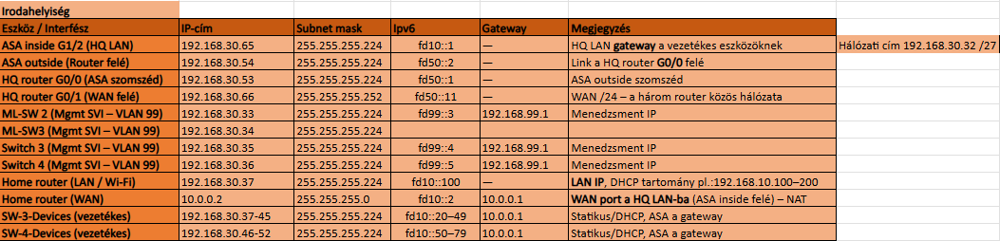 Irodahelyiség
Eszköz / Interfész IP-cím Subnet mask Ipv6 Gateway Megjegyzés
ASA inside G1/2 (HQ LAN) 192.168.30.65 255.255.255.224 fd10::1 — HQ LAN gateway a vezetékes eszközöknek Hálózati cím 192.168.30.32 /27
ASA outside (Router felé) 192.168.30.54 255.255.255.224 fd50::2 — Link a HQ router G0/0 felé
HQ router G0/0 (ASA szomszéd) 192.168.30.53 255.255.255.224 fd50::1 — ASA outside szomszéd
HQ router G0/1 (WAN felé) 192.168.30.66 255.255.255.252 fd50::11 — WAN /24 – a három router közös hálózata
ML-SW 2 (Mgmt SVI – VLAN 99) 192.168.30.33 255.255.255.224 fd99::3 192.168.99.1 Menedzsment IP
ML-SW3 (Mgmt SVI – VLAN 99) 192.168.30.34 255.255.255.224
Switch 3 (Mgmt SVI – VLAN 99) 192.168.30.35 255.255.255.224 fd99::4 192.168.99.1 Menedzsment IP
Switch 4 (Mgmt SVI – VLAN 99) 192.168.30.36 255.255.255.224 fd99::5 192.168.99.1 Menedzsment IP
Home router (LAN / Wi-Fi) 192.168.30.37 255.255.255.224 fd10::100 — LAN IP, DHCP tartomány pl.:192.168.10.100–200
Home router (WAN) 10.0.0.2 255.255.255.0 fd10::2 10.0.0.1 WAN port a HQ LAN-ba (ASA inside felé) – NAT
SW-3-Devices (vezetékes) 192.168.30.37-45 255.255.255.224 fd10::20–49 10.0.0.1 Statikus/DHCP, ASA a gateway
SW-4-Devices (vezetékes) 192.168.30.46-52 255.255.255.224 fd10::50–79 10.0.0.1 Statikus/DHCP, ASA a gateway